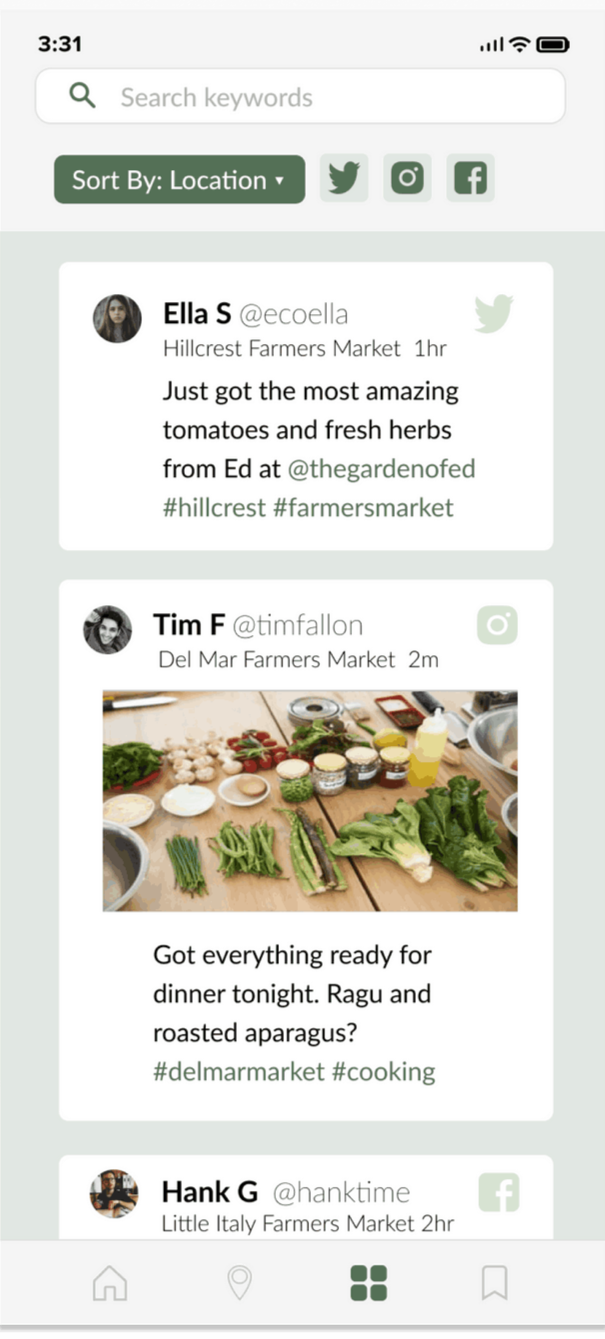 3:31
Search keywords
Sort By: Location ▾
Ella S @ecoella
Hillcrest Farmers Market 1hr
Just got the most amazing
tomatoes and fresh herbs
from Ed at @thegardenofed
#hillcrest #farmersmarket
Tim F @timfallon
Del Mar Farmers Market 2m
Got everything ready for
dinner tonight. Ragu and
roasted aparagus?
#delmarmarket #cooking
Hank G @hanktime
Little Italy Farmers Market 2hr